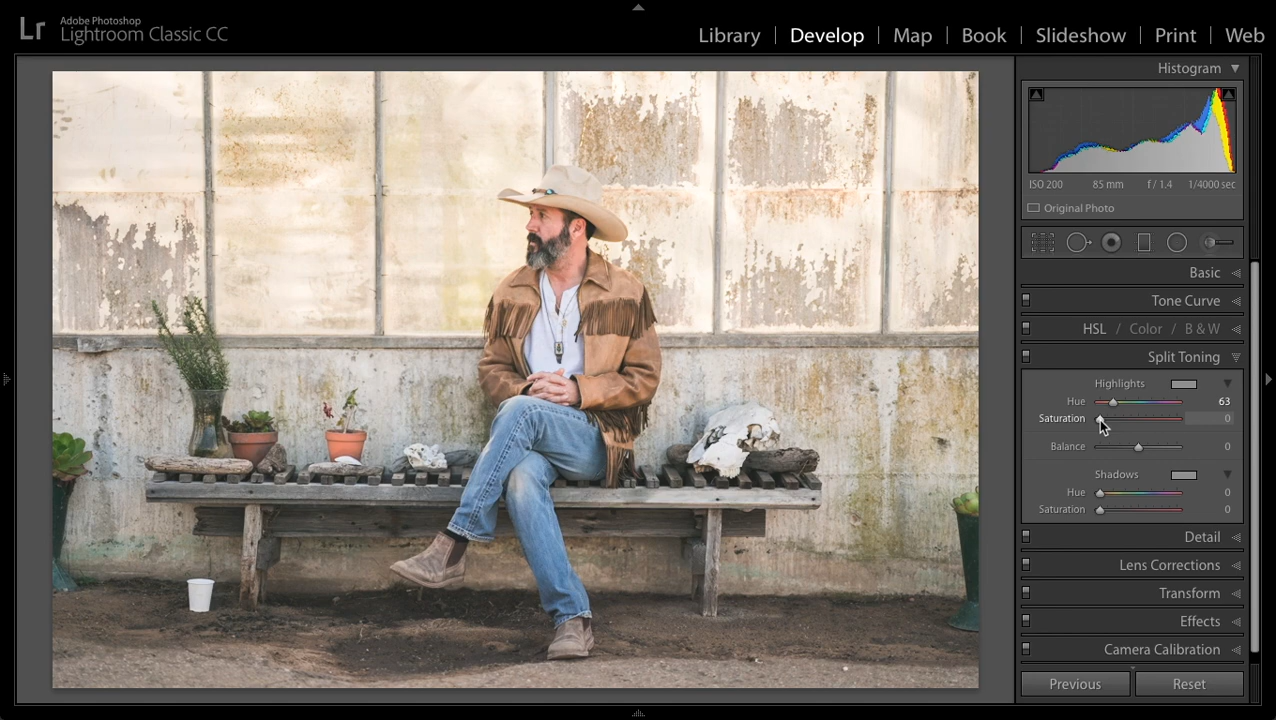 Lr
Adobe Photoshop
Lightroom Classic CC
Library | Develop | Map | Book | Slideshow | Print | Web
Histogram
ISO 200 85 mm f / 1.4 1/4000 sec
Original Photo
Basic
Tone Curve
HSL / Color / B & W
Split Toning
Highlights
Hue 63
Saturation 0
Balance 0
Shadows
Hue 0
Saturation 0
Detail
Lens Corrections
Transform
Effects
Camera Calibration
Previous Reset